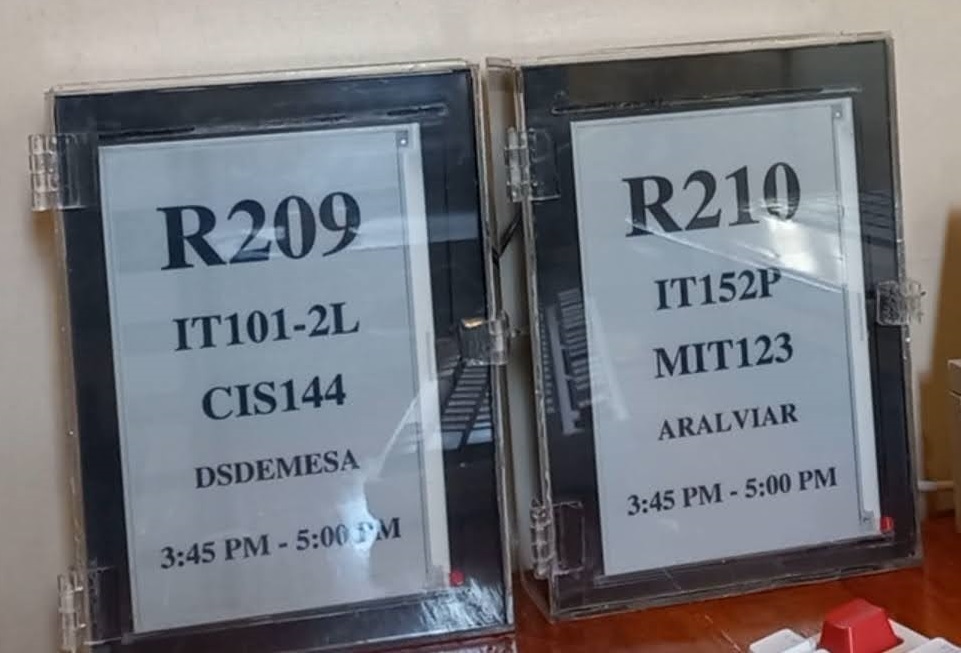 R209
IT101-2L
CIS144
DSDEMESA
3:45 PM - 5:00 PM
R210
IT152P
MIT123
ARALVIAR
3:45 PM - 5:00 PM